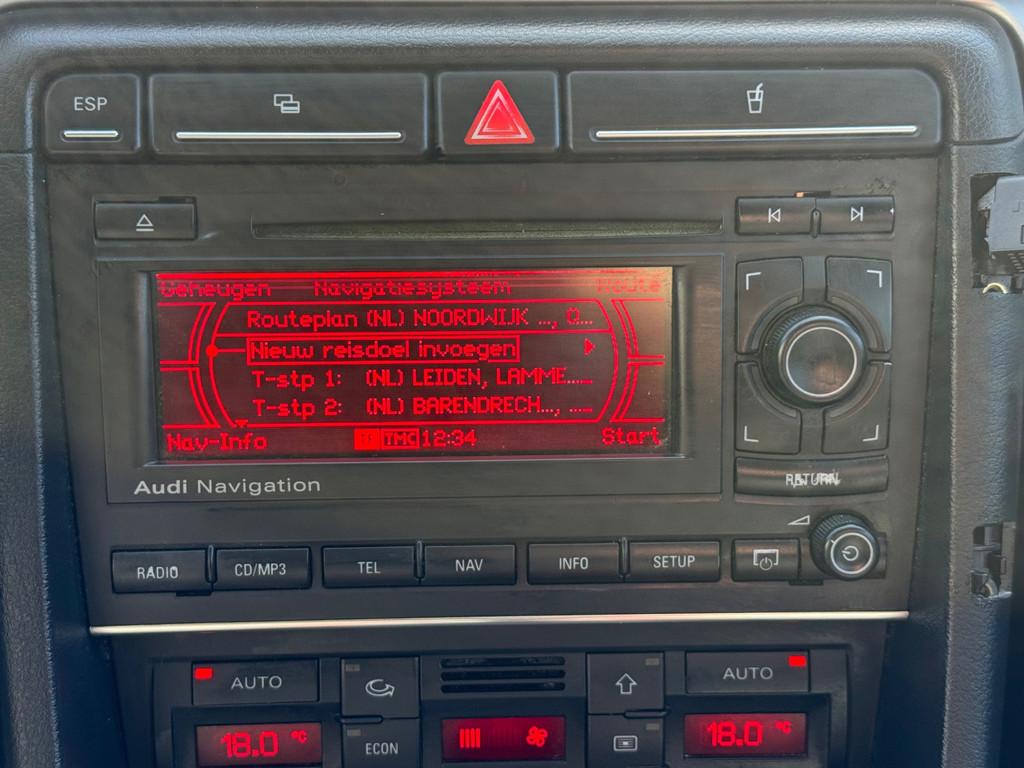 ESP
Geheugen Navigatiesysteem Route
Routeplan (NL) NOORDWIJK ..., O...
Nieuw reisdoel invoegen
T-stp 1: (NL) LEIDEN, LAMME......
T-stp 2: (NL) BARENDRECH..., ......
Nav-Info TMC 12:34 Start
Audi Navigation
RETURN
RADIO CD/MP3 TEL NAV INFO SETUP
AUTO AUTO
18.0 °C 18.0 °C
ECON